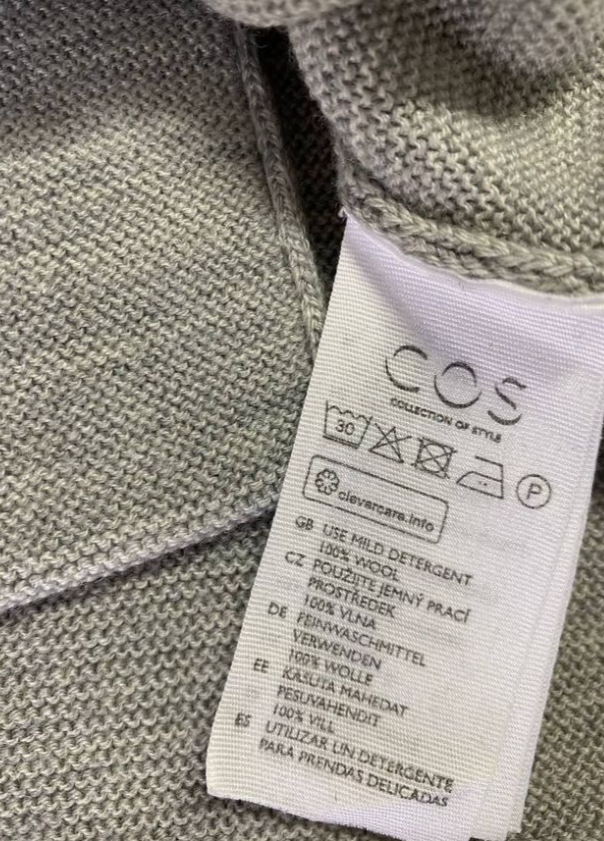 COS
COLLECTION OF STYLE
30
P
clevercare.info
GB USE MILD DETERGENT
100% WOOL
CZ POUŽIJTE JEMNÝ PRACÍ
PROSTŘEDEK
100% VLNA
DE FEINWASCHMITTEL
VERWENDEN
100% WOLLE
EE KASUTA MAHEDAT
PESUVAHENDIT
100% VILL
ES UTILIZAR UN DETERGENTE
PARA PRENDAS DELICADAS